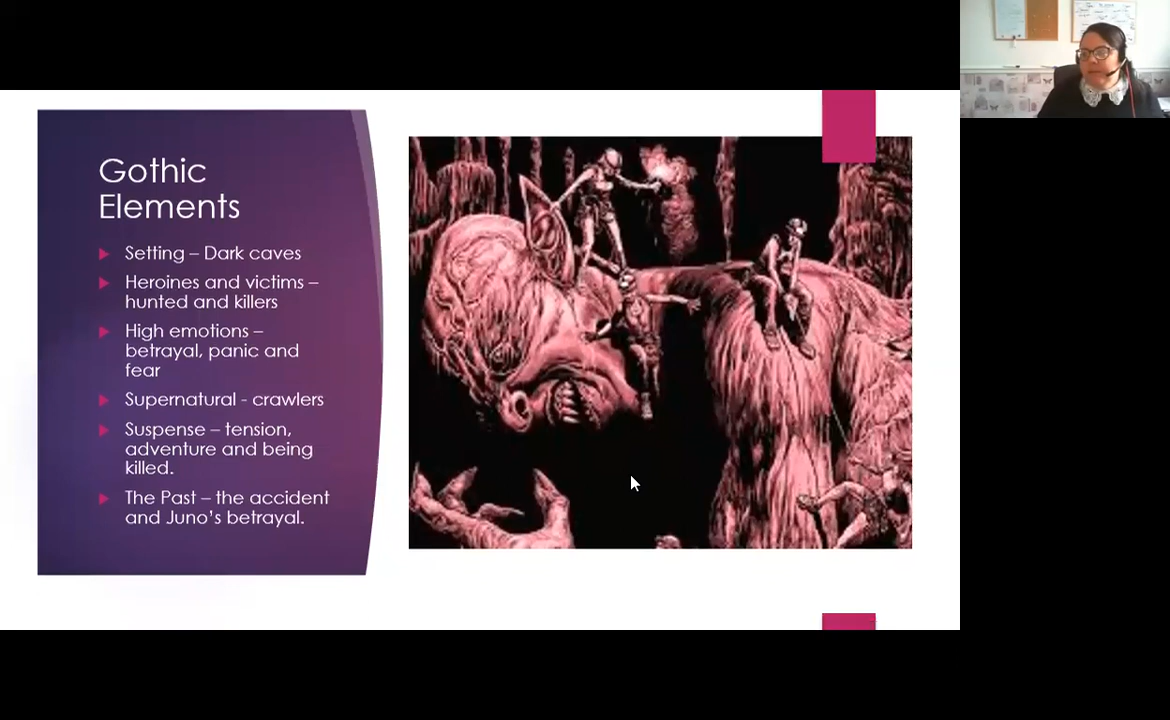 Gothic
Elements
Setting – Dark caves
Heroines and victims –
hunted and killers
High emotions –
betrayal, panic and
fear
Supernatural - crawlers
Suspense – tension,
adventure and being
killed.
The Past – the accident
and Juno's betrayal.